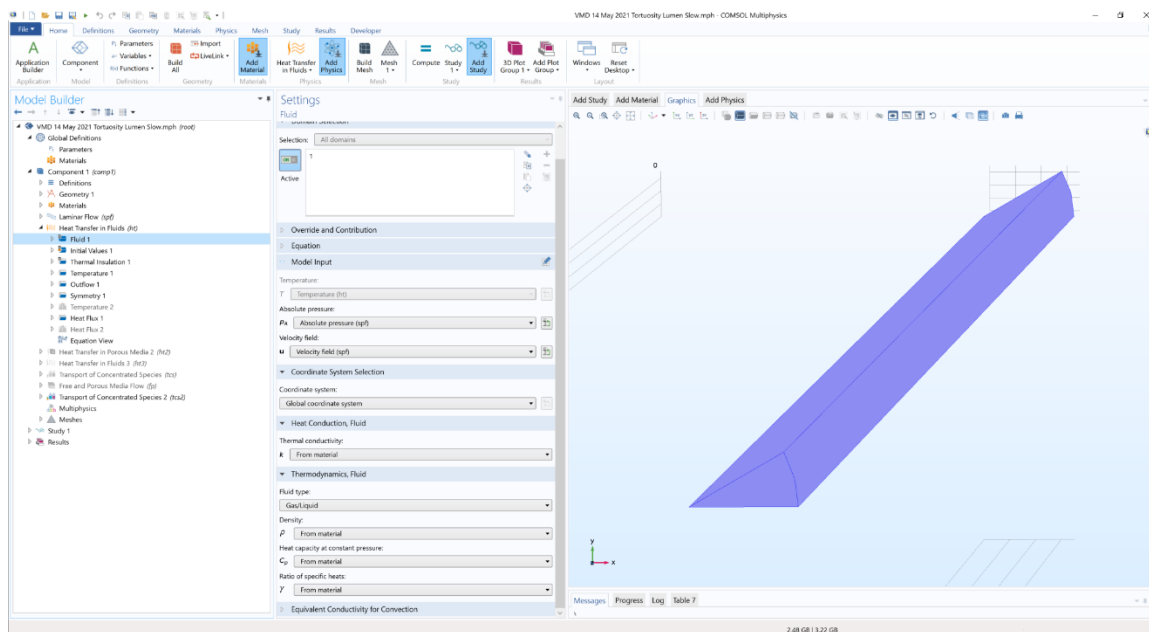 VMD 14 May 2021 Tortuosity Lumen Slow.mph - COMSOL Multiphysics
File Home Definitions Geometry Materials Physics Mesh Study Results Developer
Application Builder
Component 1
Pi Parameters
a= Variables
f(x) Functions
Build All
Import
LiveLink
Add Material
Heat Transfer in Fluids
Add Physics
Build Mesh
Mesh 1
Compute
Study 1
Add Study
3D Plot Group 1
Add Plot Group
Windows
Reset Desktop
Application Model Definitions Geometry Materials Physics Mesh Study Results Layout
Model Builder
VMD 14 May 2021 Tortuosity Lumen Slow.mph (root)
Global Definitions
Pi Parameters
Materials
Component 1 (comp1)
Definitions
Geometry 1
Materials
Laminar Flow (spf)
Heat Transfer in Fluids (ht)
Fluid 1
Initial Values 1
Thermal Insulation 1
Temperature 1
Outflow 1
Symmetry 1
Temperature 2
Heat Flux 1
Heat Flux 2
Equation View
Heat Transfer in Porous Media 2 (ht2)
Heat Transfer in Fluids 3 (ht3)
Transport of Concentrated Species (tcs)
Free and Porous Media Flow (fp)
Transport of Concentrated Species 2 (tcs2)
Multiphysics
Meshes
Study 1
Results
Settings
Fluid
Domain Selection
Selection: All domains
1
Active
Override and Contribution
Equation
Model Input
Temperature:
T Temperature (ht)
Absolute pressure:
pA Absolute pressure (spf)
Velocity field:
u Velocity field (spf)
Coordinate System Selection
Coordinate system:
Global coordinate system
Heat Conduction, Fluid
Thermal conductivity:
k From material
Thermodynamics, Fluid
Fluid type:
Gas/Liquid
Density:
ρ From material
Heat capacity at constant pressure:
Cp From material
Ratio of specific heats:
γ From material
Equivalent Conductivity for Convection
Add Study Add Material Graphics Add Physics
0
y
x
Messages Progress Log Table 7
2.48 GB | 3.22 GB